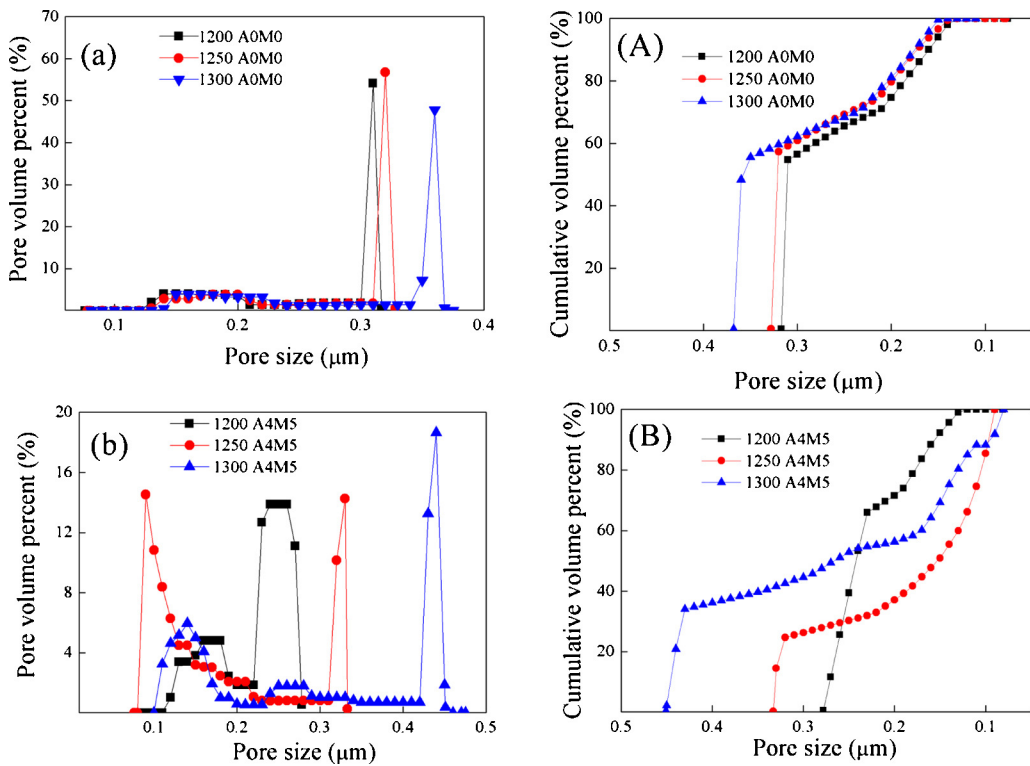 (a)
1200 A0M0
1250 A0M0
1300 A0M0
Pore volume percent (%)
70
60
50
40
30
20
10
0.1
0.2
0.3
0.4
Pore size (μm)
(A)
1200 A0M0
1250 A0M0
1300 A0M0
Cumulative volume percent (%)
100
80
60
40
20
0.5
0.4
0.3
0.2
0.1
Pore size (μm)
(b)
1200 A4M5
1250 A4M5
1300 A4M5
Pore volume percent (%)
20
16
12
8
4
0.1
0.2
0.3
0.4
0.5
Pore size (μm)
(B)
1200 A4M5
1250 A4M5
1300 A4M5
Cumulative volume percent (%)
100
80
60
40
20
0.5
0.4
0.3
0.2
0.1
Pore size (μm)